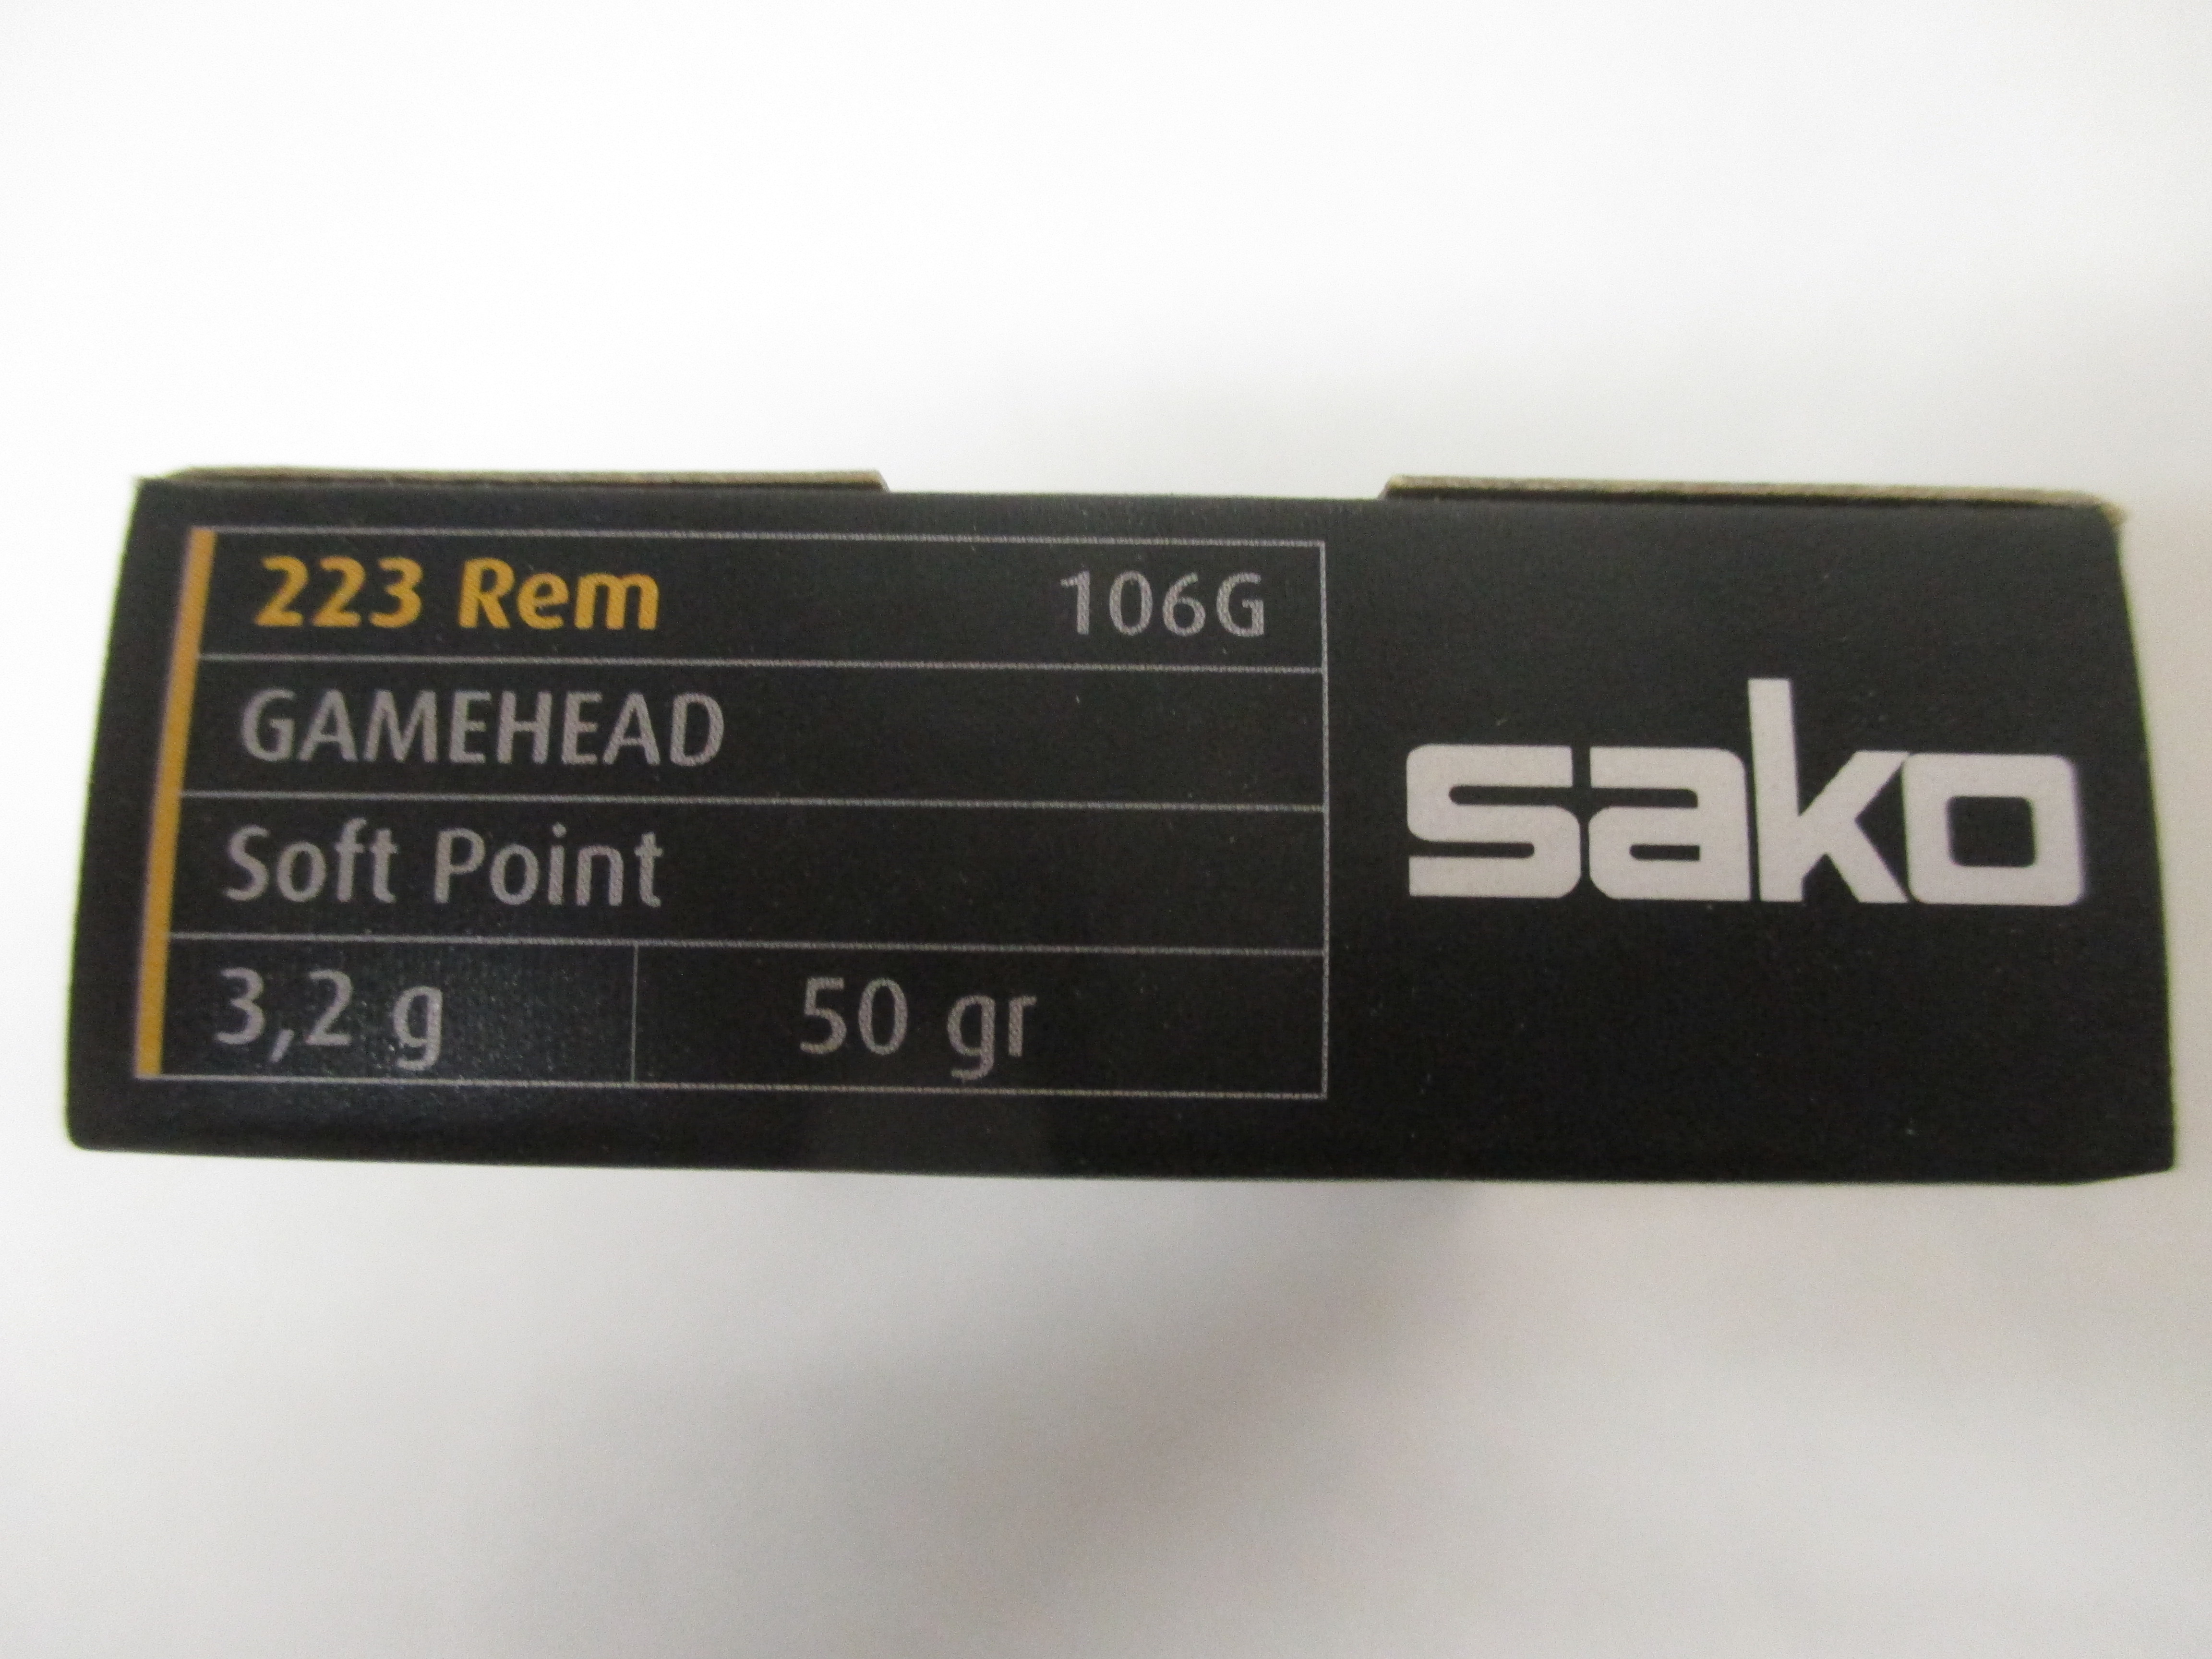 223 Rem 106G
GAMEHEAD
Soft Point
3,2 g 50 gr
sako